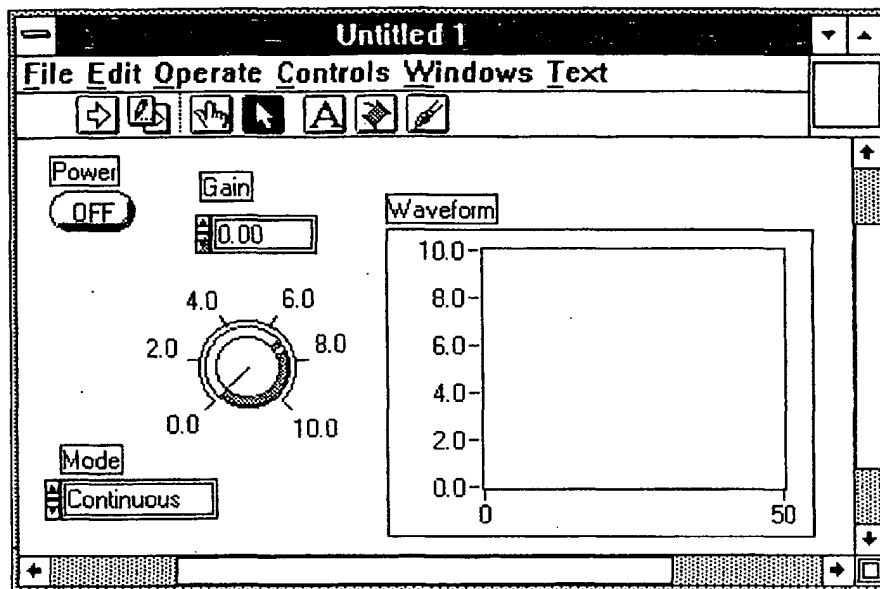 Untitled 1
File Edit Operate Controls Windows Text
A
Power
OFF
Gain
0.00
4.0 6.0
2.0 8.0
0.0 10.0
Mode
Continuous
Waveform
10.0
8.0
6.0
4.0
2.0
0.0
0 50